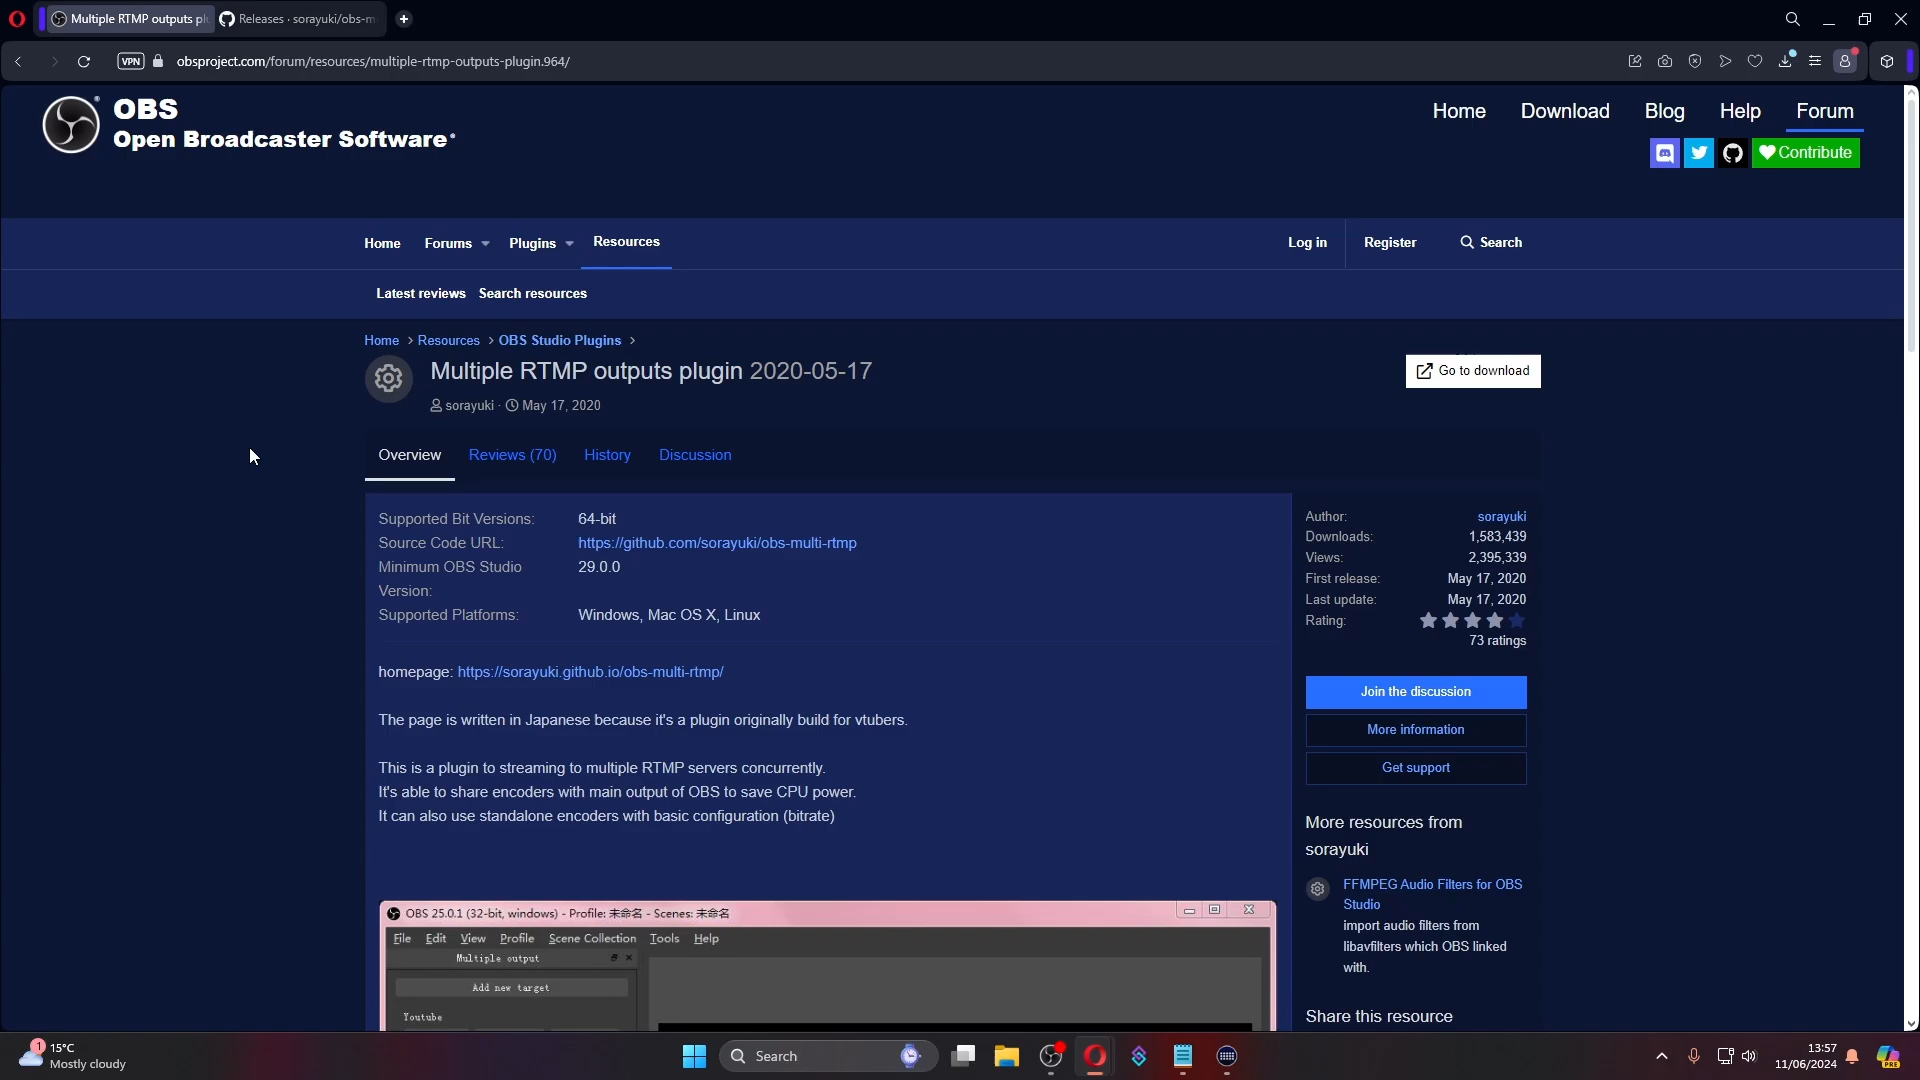 Multiple RTMP outputs pl
Releases · sorayuki/obs-m
VPN
obsproject.com/forum/resources/multiple-rtmp-outputs-plugin.964/
OBS
Open Broadcaster Software
Home
Download
Blog
Help
Forum
Contribute
Home
Forums
Plugins
Resources
Log in
Register
Search
Latest reviews
Search resources
Home > Resources > OBS Studio Plugins >
Multiple RTMP outputs plugin 2020-05-17
Go to download
sorayuki · May 17, 2020
Overview
Reviews (70)
History
Discussion
Supported Bit Versions: 64-bit
Source Code URL: https://github.com/sorayuki/obs-multi-rtmp
Minimum OBS Studio 29.0.0
Version:
Supported Platforms: Windows, Mac OS X, Linux
homepage: https://sorayuki.github.io/obs-multi-rtmp/
The page is written in Japanese because it's a plugin originally build for vtubers.
This is a plugin to streaming to multiple RTMP servers concurrently.
It's able to share encoders with main output of OBS to save CPU power.
It can also use standalone encoders with basic configuration (bitrate)
OBS 25.0.1 (32-bit, windows) - Profile: 未命名 - Scenes: 未命名
File Edit View Profile Scene Collection Tools Help
Multiple output
Add new target
Youtube
Author: sorayuki
Downloads: 1,583,439
Views: 2,395,339
First release: May 17, 2020
Last update: May 17, 2020
Rating:
73 ratings
Join the discussion
More information
Get support
More resources from
sorayuki
FFMPEG Audio Filters for OBS
Studio
import audio filters from
libavfilters which OBS linked
with.
Share this resource
1
15°C
Mostly cloudy
Search
13:57
11/06/2024
PRE